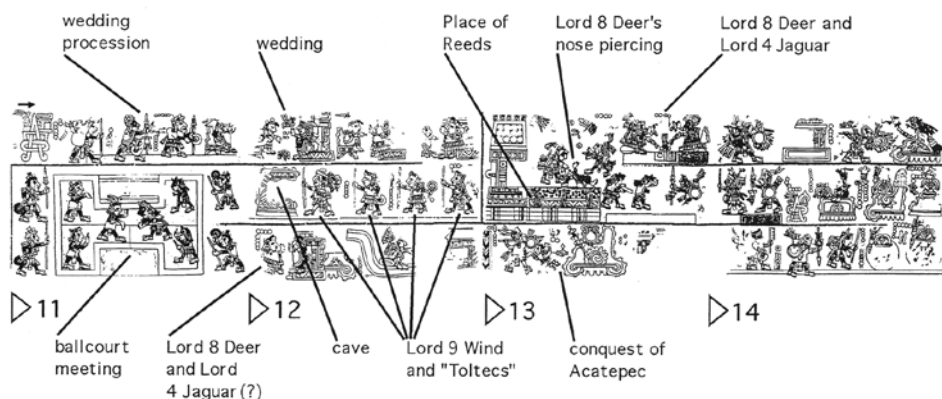 wedding
procession
wedding
Place of
Reeds
Lord 8 Deer's
nose piercing
Lord 8 Deer and
Lord 4 Jaguar
11
12
13
14
ballcourt
meeting
Lord 8 Deer
and Lord
4 Jaguar (?)
cave
Lord 9 Wind
and "Toltecs"
conquest of
Acatepec